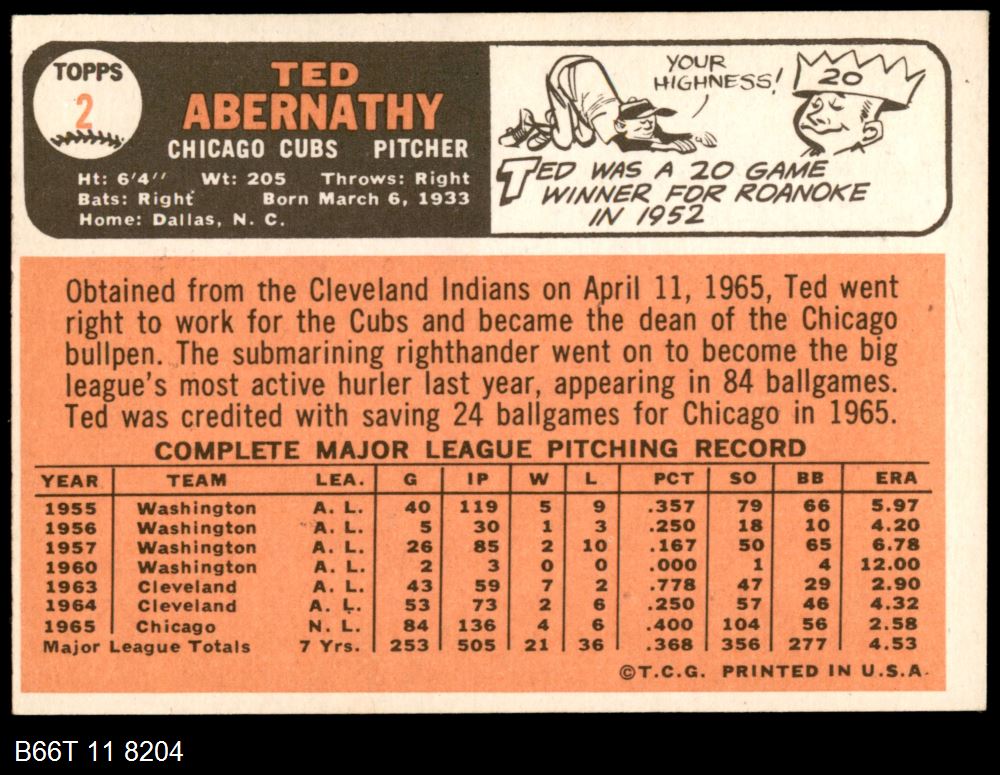 TOPPS
2
TED
ABERNATHY
CHICAGO CUBS PITCHER
Ht: 6'4" Wt: 205 Throws: Right
Bats: Right Born March 6, 1933
Home: Dallas, N. C.
YOUR
HIGHNESS!
20
TED WAS A 20 GAME
WINNER FOR ROANOKE
IN 1952
Obtained from the Cleveland Indians on April 11, 1965, Ted went
right to work for the Cubs and became the dean of the Chicago
bullpen. The submarining righthander went on to become the big
league's most active hurler last year, appearing in 84 ballgames.
Ted was credited with saving 24 ballgames for Chicago in 1965.
COMPLETE MAJOR LEAGUE PITCHING RECORD
YEAR TEAM LEA. G IP W L PCT SO BB ERA
1955 Washington A. L. 40 119 5 9 .357 79 66 5.97
1956 Washington A. L. 5 30 1 3 .250 18 10 4.20
1957 Washington A. L. 26 85 2 10 .167 50 65 6.78
1960 Washington A. L. 2 3 0 0 .000 1 4 12.00
1963 Cleveland A. L. 43 59 7 2 .778 47 29 2.90
1964 Cleveland A. L. 53 73 2 6 .250 57 46 4.32
1965 Chicago N. L. 84 136 4 6 .400 104 56 2.58
Major League Totals 7 Yrs. 253 505 21 36 .368 356 277 4.53
©T.C.G. PRINTED IN U.S.A.
B66T 11 8204